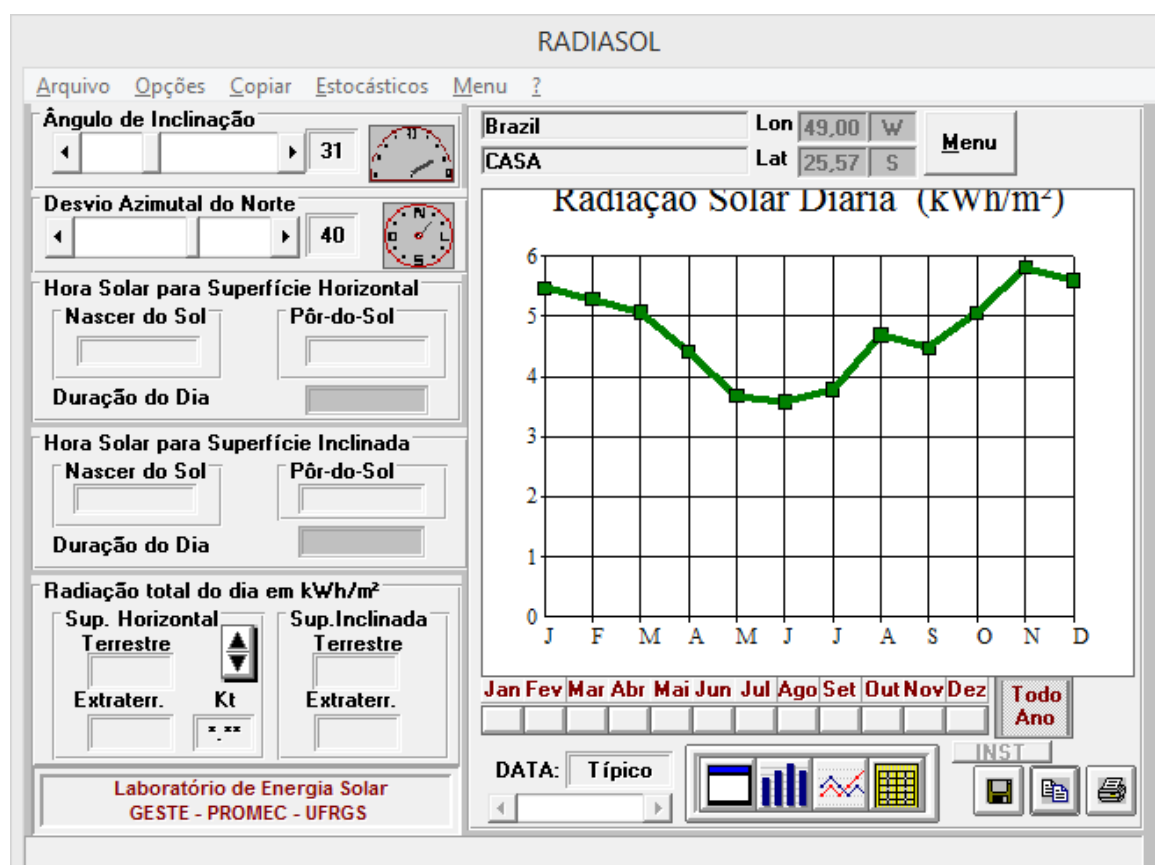 RADIASOL
Arquivo Opções Copiar Estocásticos Menu ?
Ângulo de Inclinação
31
Desvio Azimutal do Norte
40
N
O L
S
Hora Solar para Superfície Horizontal
Nascer do Sol Pôr-do-Sol
Duração do Dia
Hora Solar para Superfície Inclinada
Nascer do Sol Pôr-do-Sol
Duração do Dia
Radiação total do dia em kWh/m²
Sup. Horizontal Sup.Inclinada
Terrestre Terrestre
Extraterr. Kt Extraterr.
*.**
Laboratório de Energia Solar
GESTE - PROMEC - UFRGS
Brazil Lon 49,00 W
CASA Lat 25,57 S
Menu
Radiação Solar Diária (kWh/m²)
6
5
4
3
2
1
0
J F M A M J J A S O N D
Jan Fev Mar Abr Mai Jun Jul Ago Set Out Nov Dez
Todo
Ano
INST
DATA: Típico